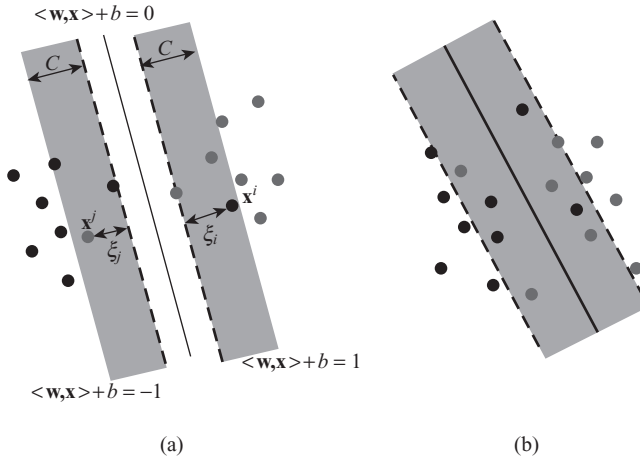 <w,x>+b=0
C
C
x^i
x^j
ξ_j
ξ_i
<w,x>+b=1
<w,x>+b=−1
(a)
(b)